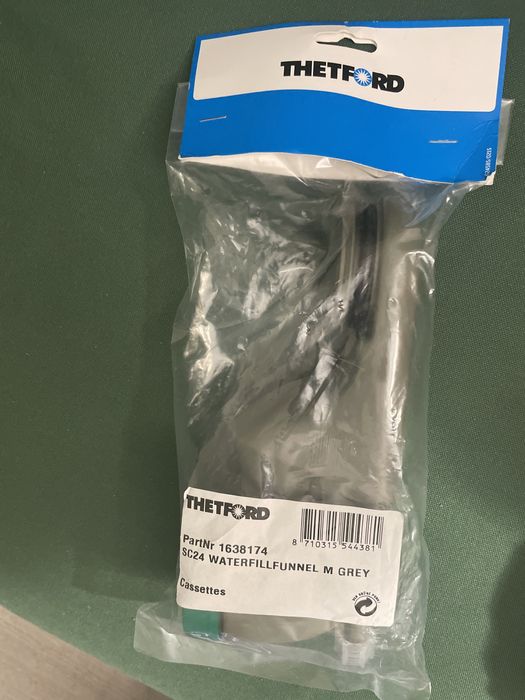 THETFORD
THETFORD
PartNr 1638174
SC24 WATERFILLFUNNEL M GREY
Cassettes
8 710315 544381